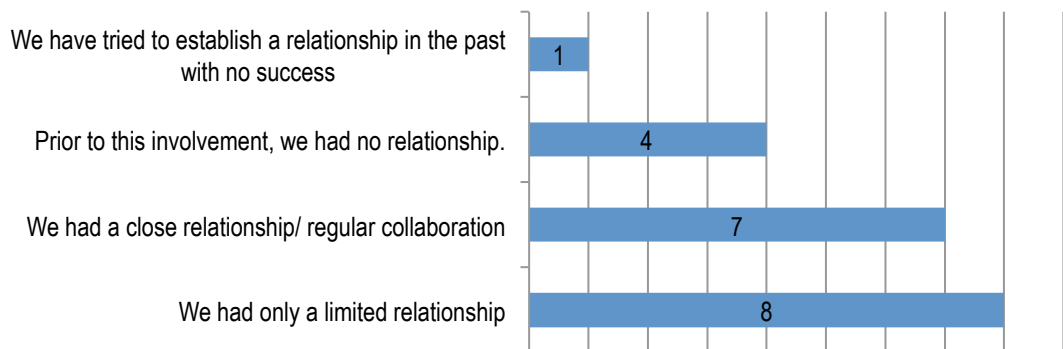 We have tried to establish a relationship in the past
with no success
1
Prior to this involvement, we had no relationship.
4
We had a close relationship/ regular collaboration
7
We had only a limited relationship
8